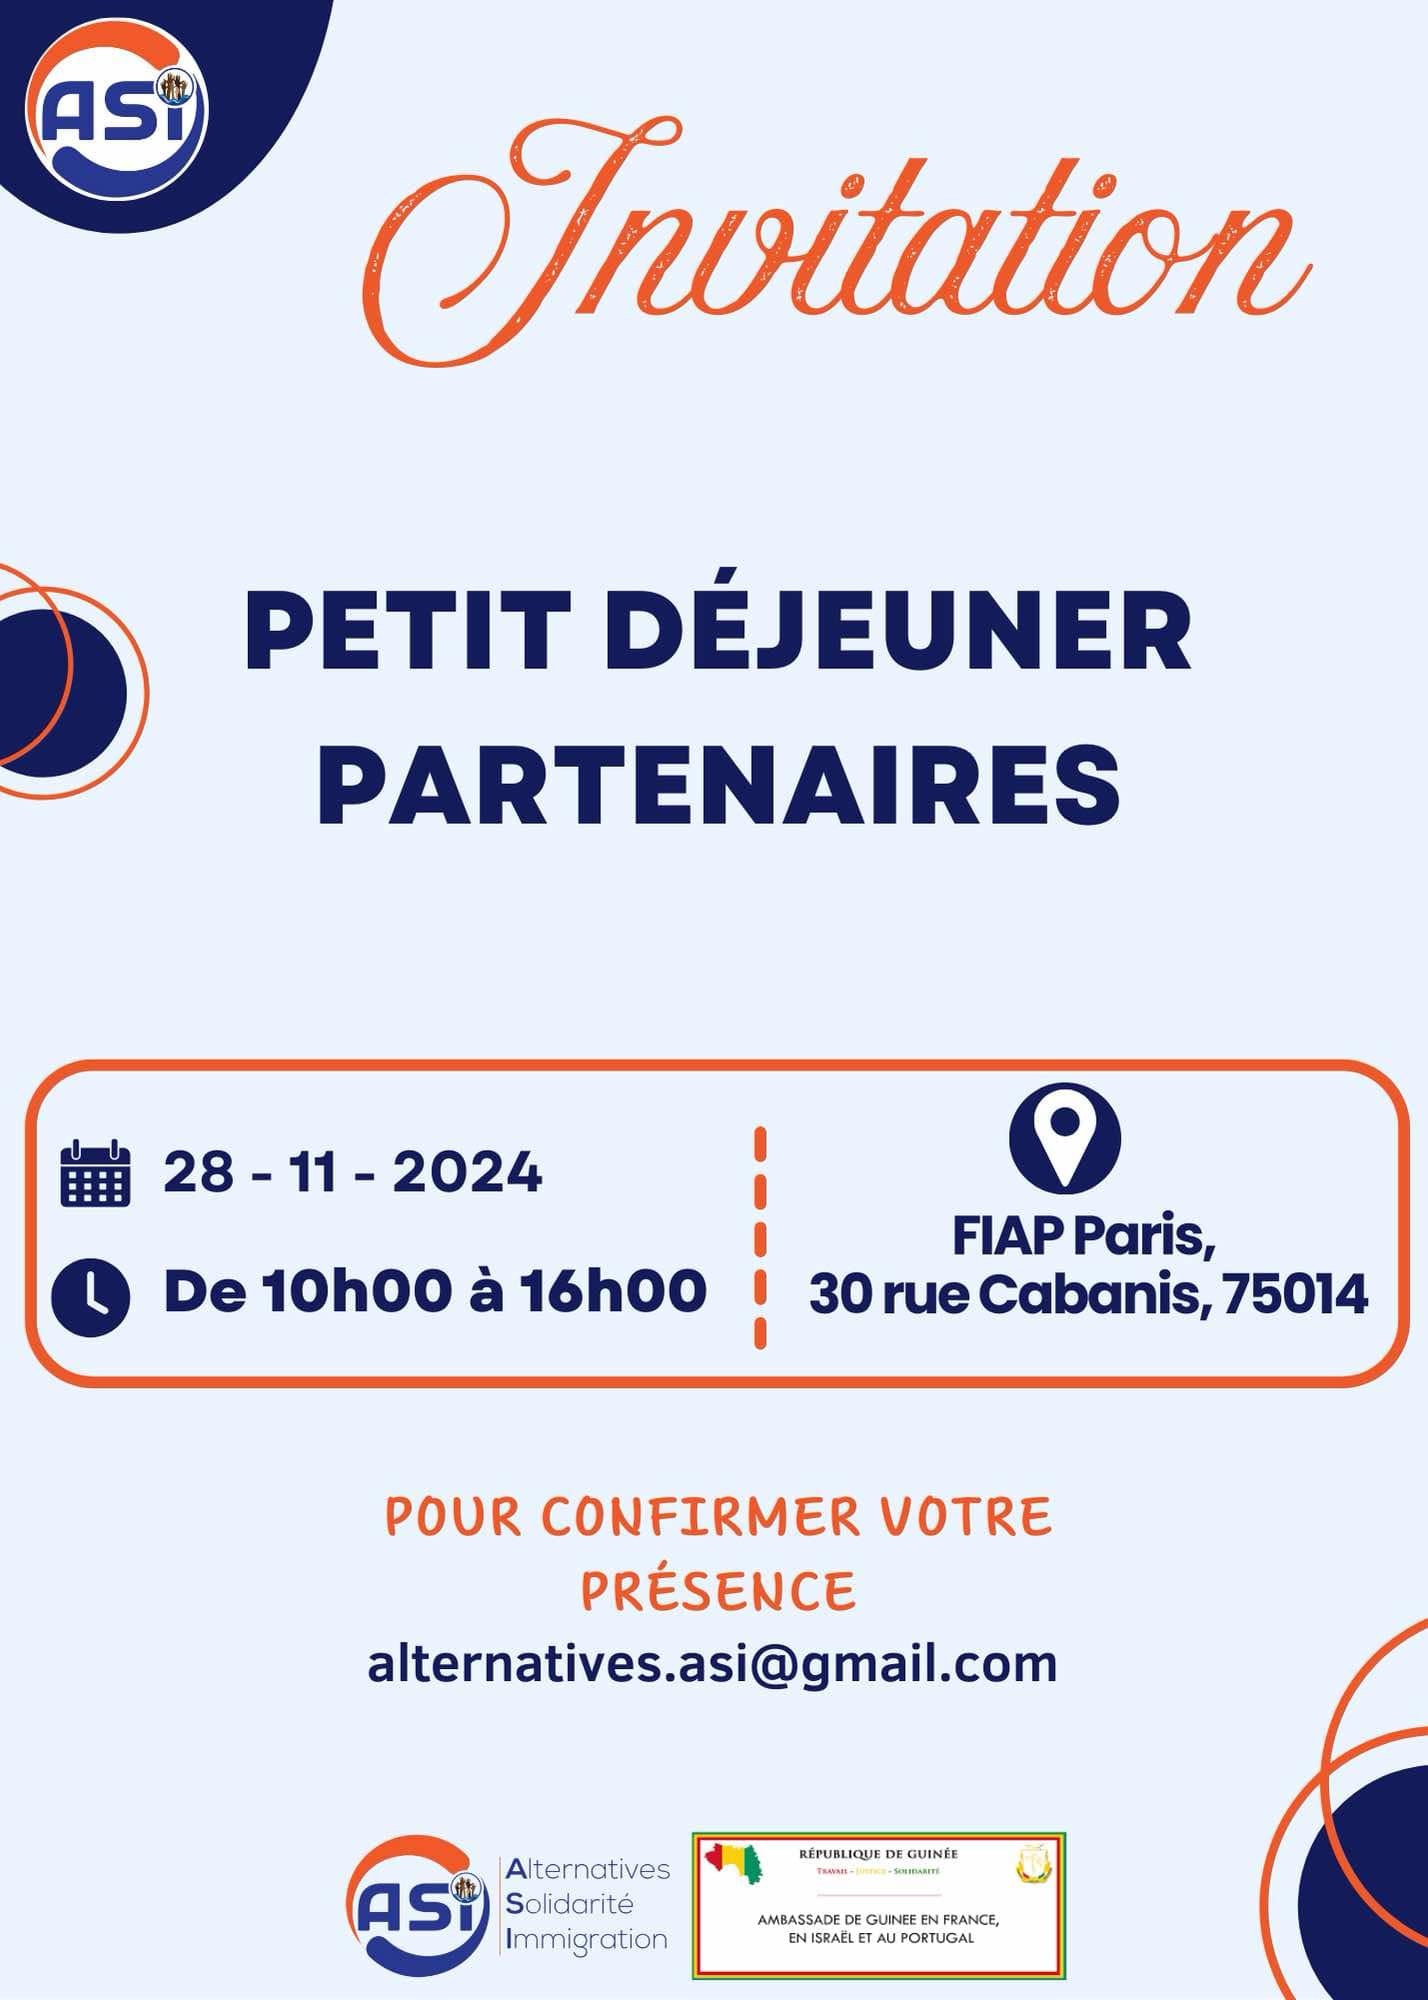 ASi
Invitation
PETIT DÉJEUNER
PARTENAIRES
28 - 11 - 2024
De 10h00 à 16h00
FIAP Paris,
30 rue Cabanis, 75014
POUR CONFIRMER VOTRE
PRÉSENCE
alternatives.asi@gmail.com
ASi
Alternatives
Solidarité
Immigration
RÉPUBLIQUE DE GUINÉE
TRAVAIL - JUSTICE - SOLIDARITÉ
AMBASSADE DE GUINEE EN FRANCE,
EN ISRAËL ET AU PORTUGAL